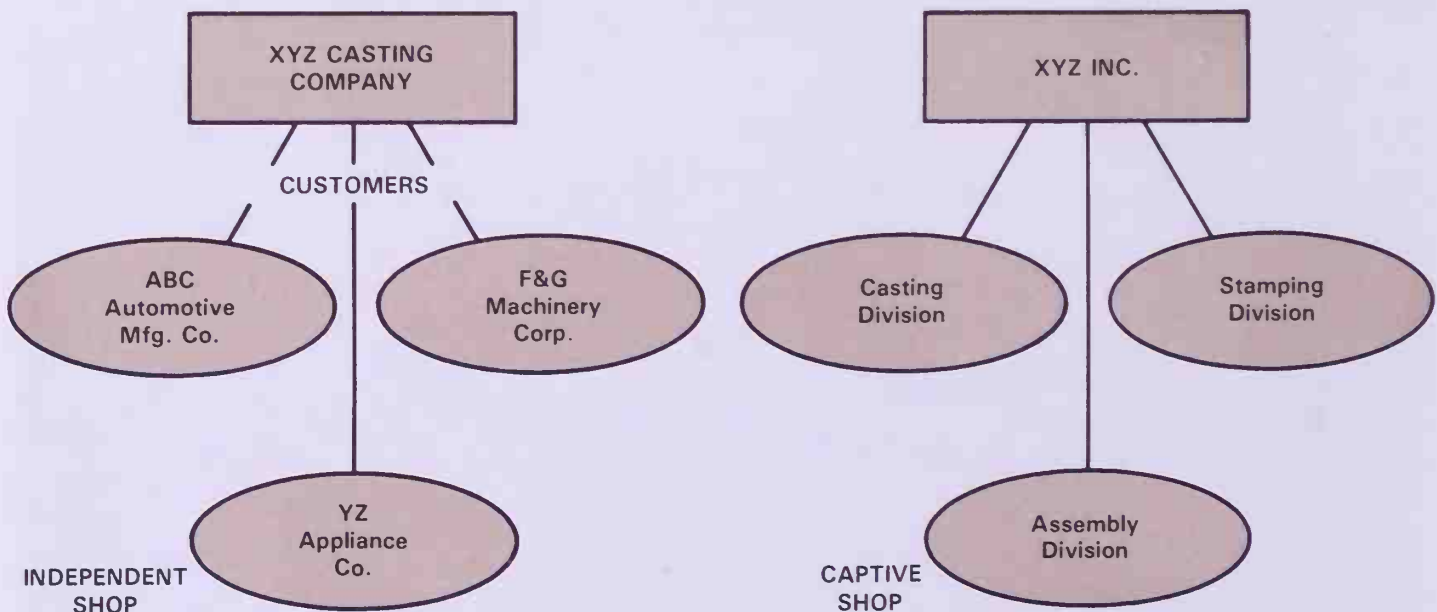 XYZ CASTING
COMPANY
CUSTOMERS
ABC
Automotive
Mfg. Co.
F&G
Machinery
Corp.
YZ
Appliance
Co.
INDEPENDENT
SHOP
XYZ INC.
Casting
Division
Stamping
Division
Assembly
Division
CAPTIVE
SHOP